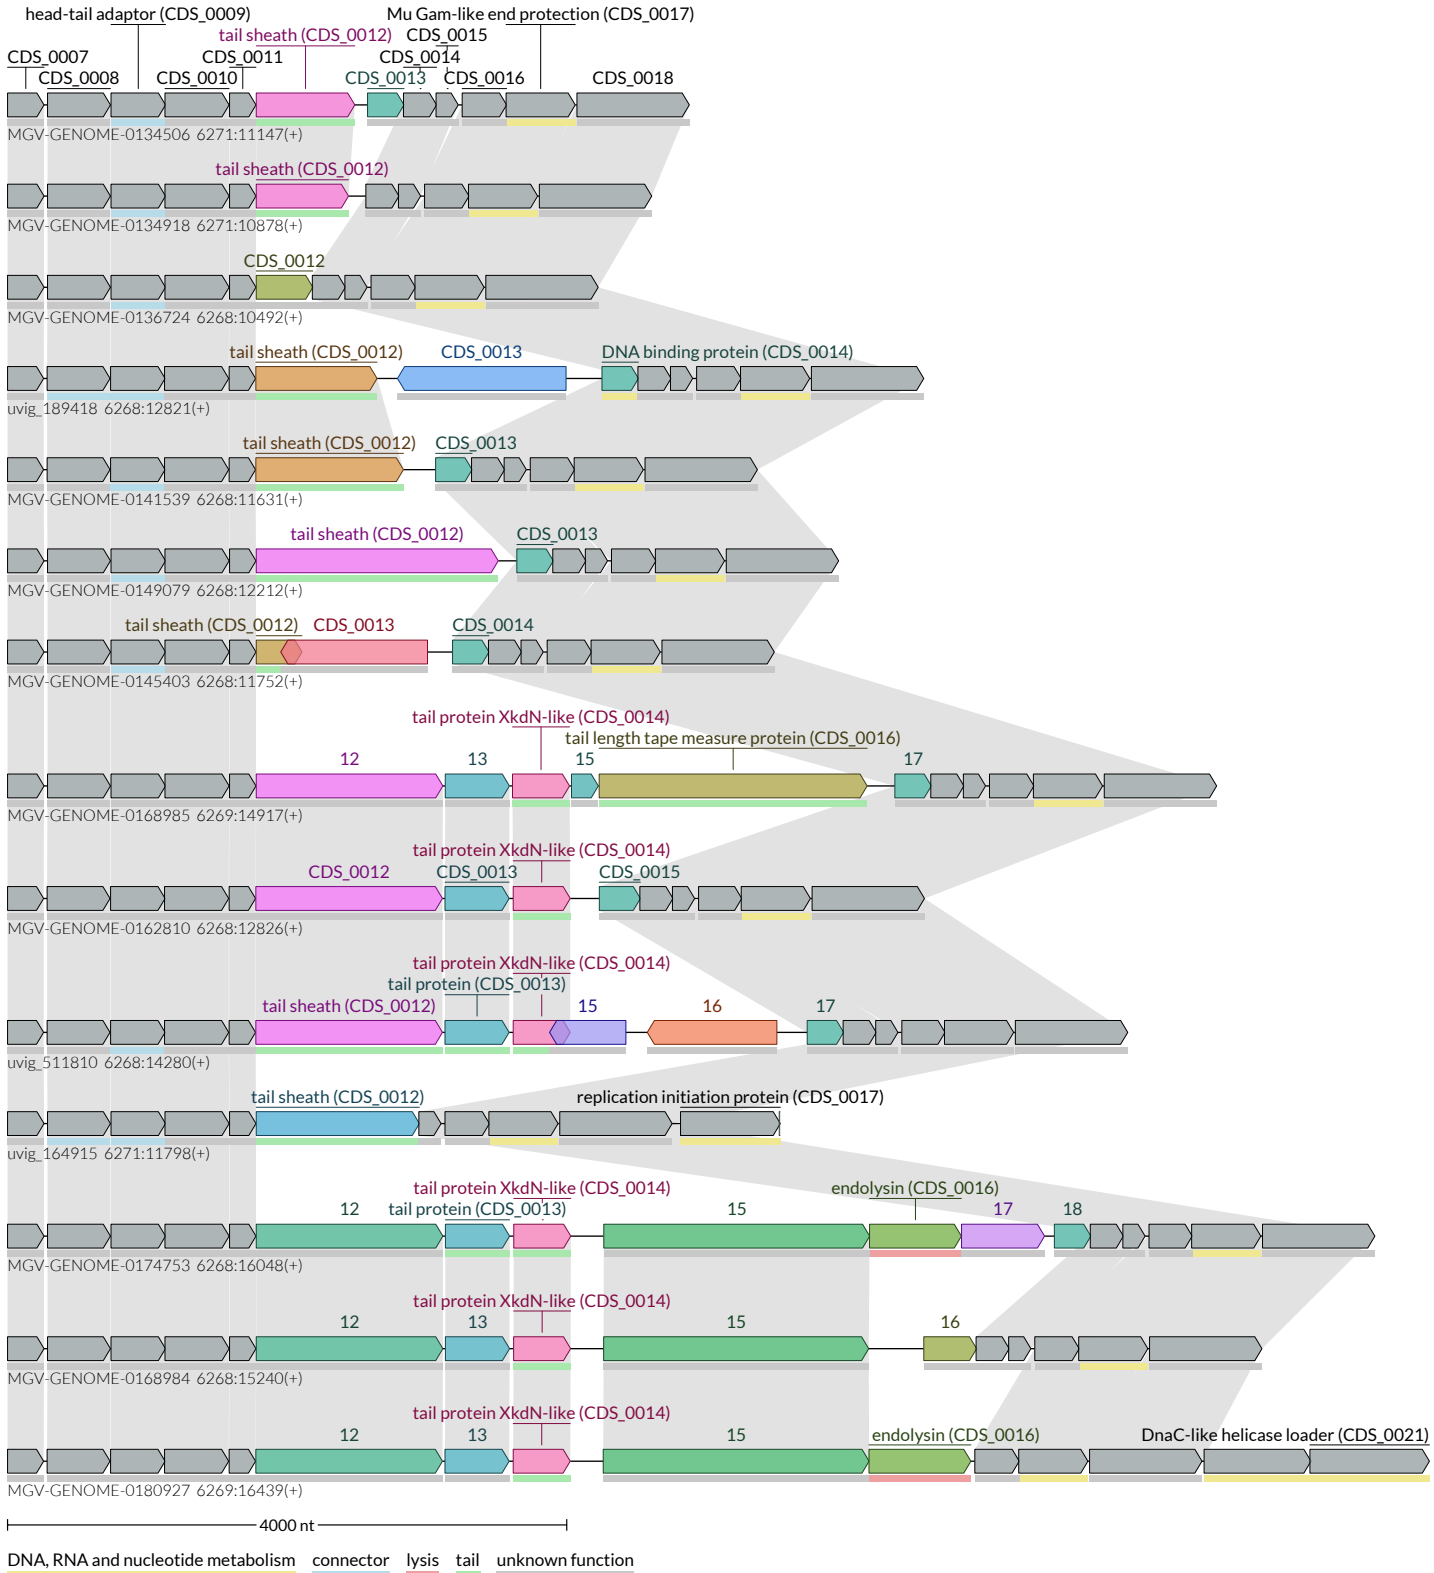 head-tail adaptor (CDS_0009) Mu Gam-like end protection (CDS_0017)
tail sheath (CDS_0012) CDS_0015
CDS_0007 CDS_0011 CDS_0014
CDS_0008 CDS_0010 CDS_0013 CDS_0016 CDS_0018
MGV-GENOME-0134506 6271:11147(+)
tail sheath (CDS_0012)
MGV-GENOME-0134918 6271:10878(+)
CDS_0012
MGV-GENOME-0136724 6268:10492(+)
tail sheath (CDS_0012) CDS_0013 DNA binding protein (CDS_0014)
uvig_189418 6268:12821(+)
tail sheath (CDS_0012) CDS_0013
MGV-GENOME-0141539 6268:11631(+)
tail sheath (CDS_0012) CDS_0013
MGV-GENOME-0149079 6268:12212(+)
tail sheath (CDS_0012) CDS_0013 CDS_0014
MGV-GENOME-0145403 6268:11752(+)
tail protein XkdN-like (CDS_0014)
tail length tape measure protein (CDS_0016)
12 13 15 17
MGV-GENOME-0168985 6269:14917(+)
tail protein XkdN-like (CDS_0014)
CDS_0012 CDS_0013 CDS_0015
MGV-GENOME-0162810 6268:12826(+)
tail protein XkdN-like (CDS_0014)
tail protein (CDS_0013)
tail sheath (CDS_0012) 15 16 17
uvig_511810 6268:14280(+)
tail sheath (CDS_0012) replication initiation protein (CDS_0017)
uvig_164915 6271:11798(+)
tail protein XkdN-like (CDS_0014) endolysin (CDS_0016)
12 tail protein (CDS_0013) 15 17 18
MGV-GENOME-0174753 6268:16048(+)
tail protein XkdN-like (CDS_0014)
12 13 15 16
MGV-GENOME-0168984 6268:15240(+)
tail protein XkdN-like (CDS_0014)
12 13 15 endolysin (CDS_0016) DnaC-like helicase loader (CDS_0021)
MGV-GENOME-0180927 6269:16439(+)
4000 nt
DNA, RNA and nucleotide metabolism connector lysis tail unknown function